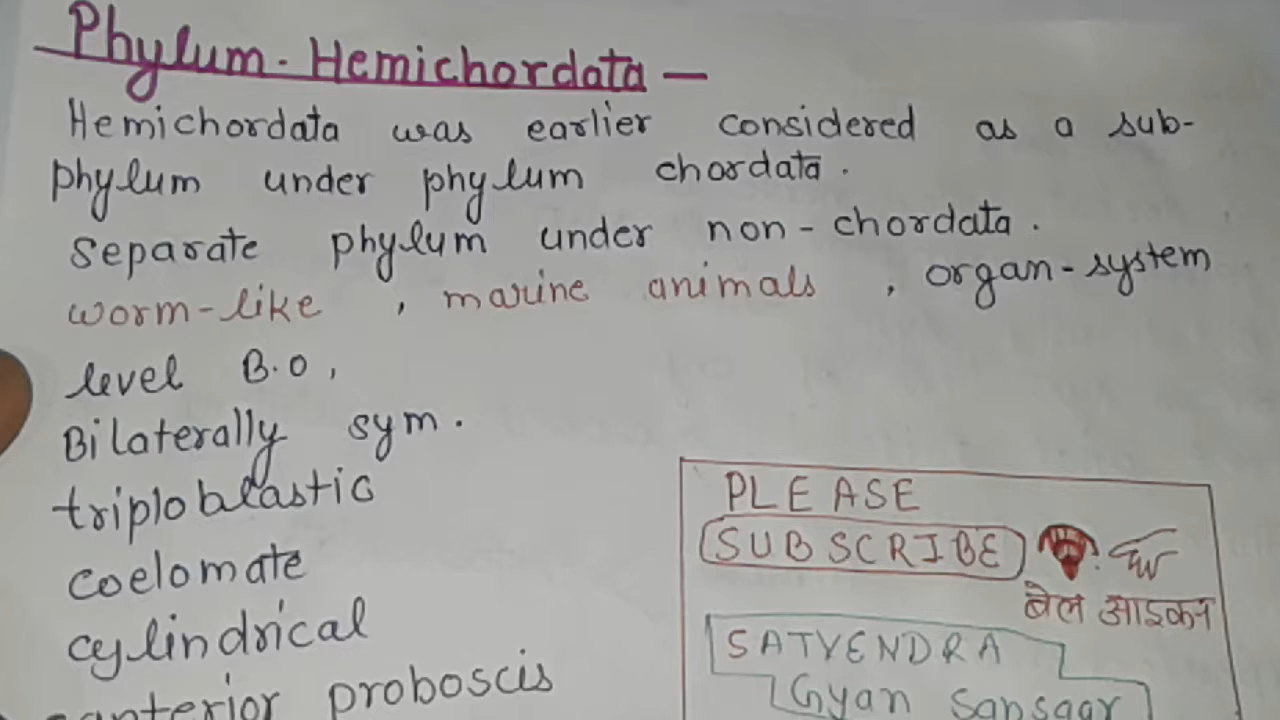 Phylum - Hemichordata —
Hemichordata was earlier considered as a sub-
phylum under phylum chordata.
Separate phylum under non-chordata.
worm-like , marine animals , organ-system
level B.O,
Bilaterally sym.
triploblastic
coelomate
cylindrical
anterior proboscis
PLEASE
SUBSCRIBE
बेल आइकन
SATYENDRA
Gyan Sansaar